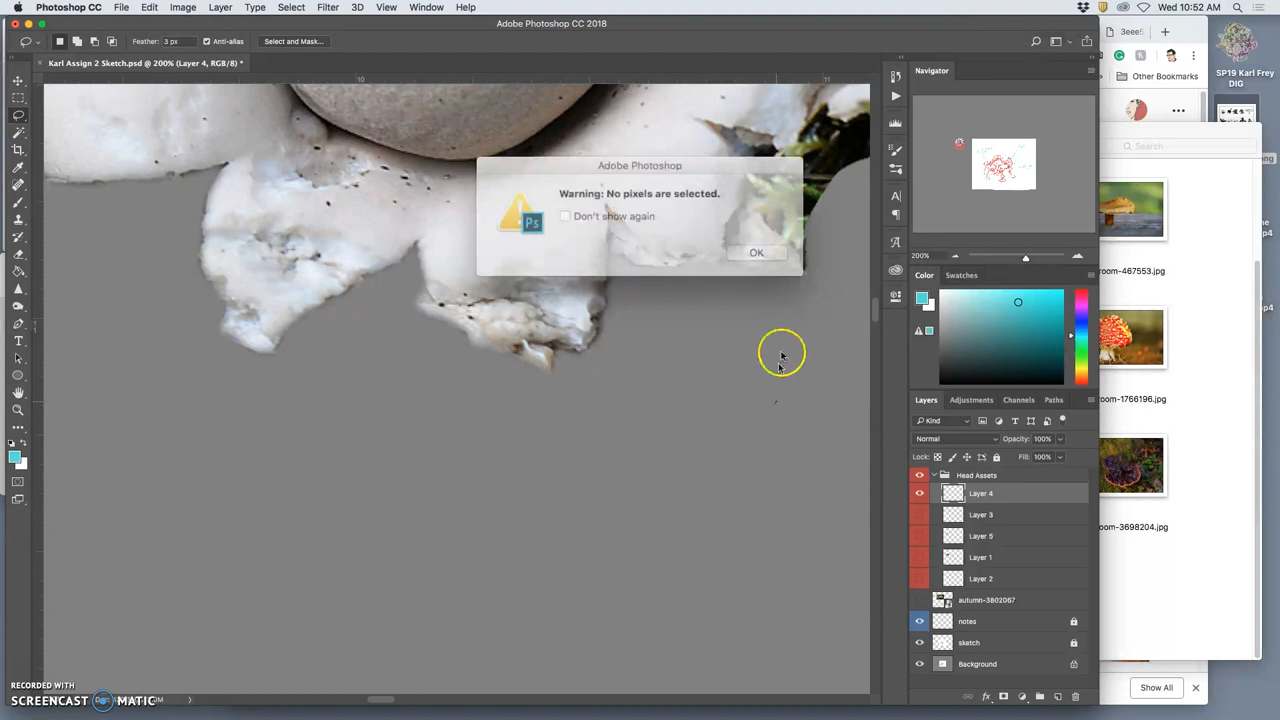 Photoshop CC File Edit Image Layer Type Select Filter 3D View Window Help Wed 10:52 AM
Adobe Photoshop CC 2018
3eee5
Feather: 3 px Anti-alias Select and Mask...
Other Bookmarks
SP19 Karl Frey
DIG
Karl Assign 2 Sketch.psd @ 200% (Layer 4, RGB/8) *
Navigator
10 11
Search
Adobe Photoshop
Warning: No pixels are selected.
Don't show again
Ps
OK
200%
Color Swatches
room-467553.jpg
room-1766196.jpg
room-3698204.jpg
Layers Adjustments Channels Paths
Kind
Normal Opacity: 100%
Lock: Fill: 100%
Head Assets
Layer 4
Layer 3
Layer 5
Layer 1
Layer 2
autumn-3802067
notes
sketch
Background
Show All
RECORDED WITH
SCREENCAST MATIC